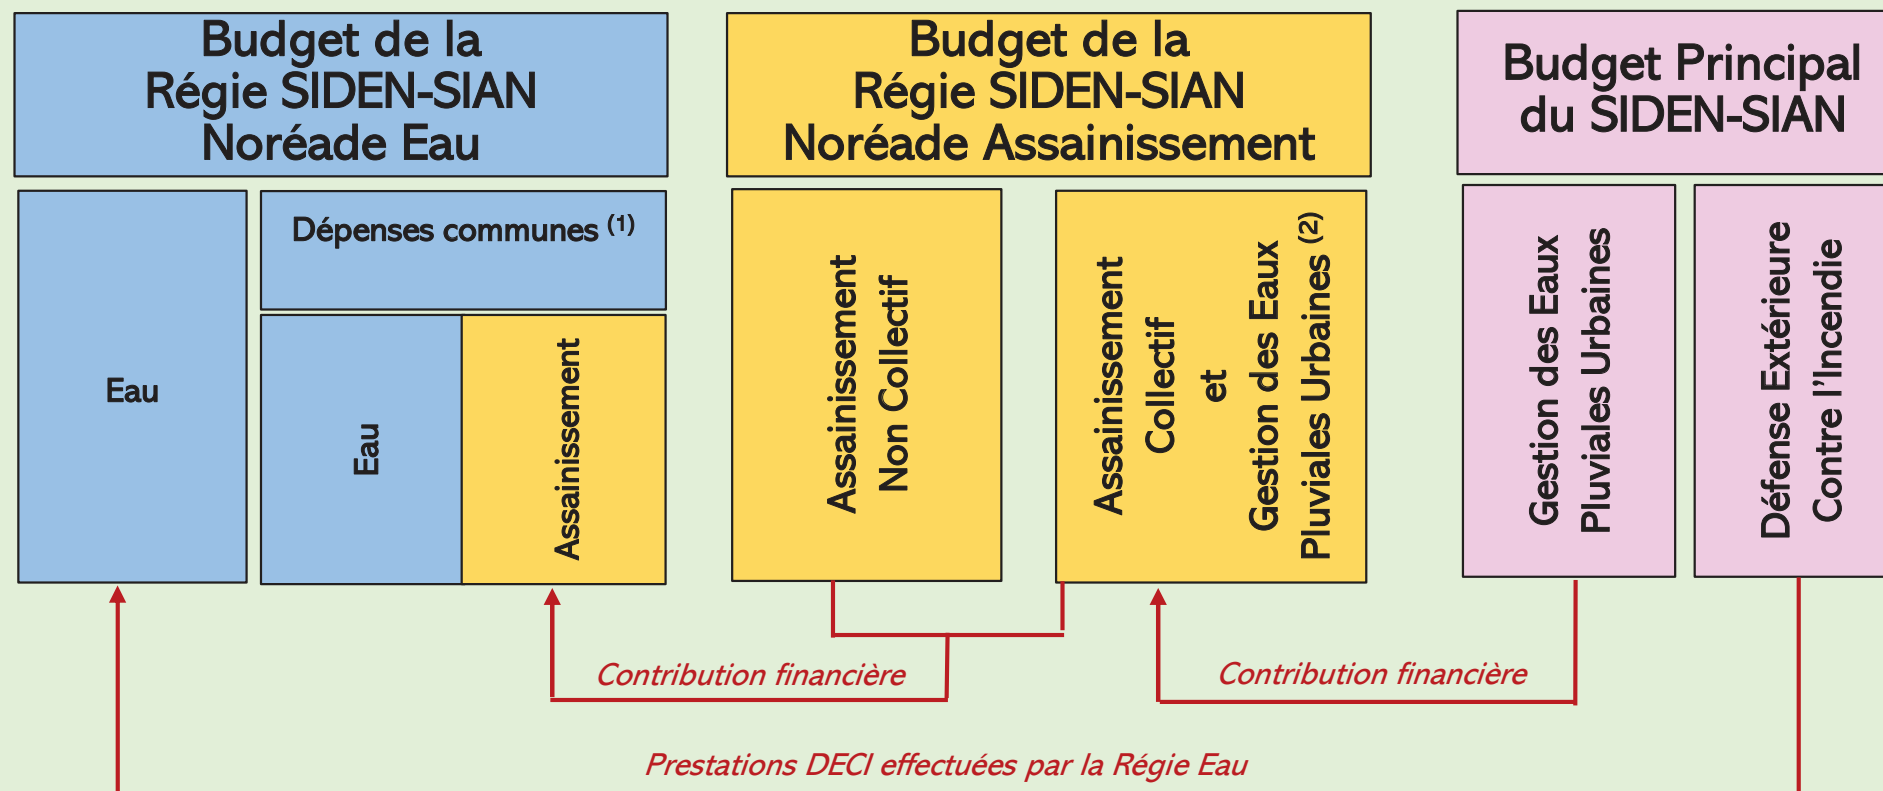 Budget de la
Régie SIDEN-SIAN
Noréade Eau
Budget de la
Régie SIDEN-SIAN
Noréade Assainissement
Budget Principal
du SIDEN-SIAN
Eau
Dépenses communes (1)
Eau
Assainissement
Assainissement
Non Collectif
Assainissement
Collectif
et
Gestion des Eaux
Pluviales Urbaines (2)
Gestion des Eaux
Pluviales Urbaines
Défense Extérieure
Contre l'Incendie
Contribution financière
Contribution financière
Prestations DECI effectuées par la Régie Eau